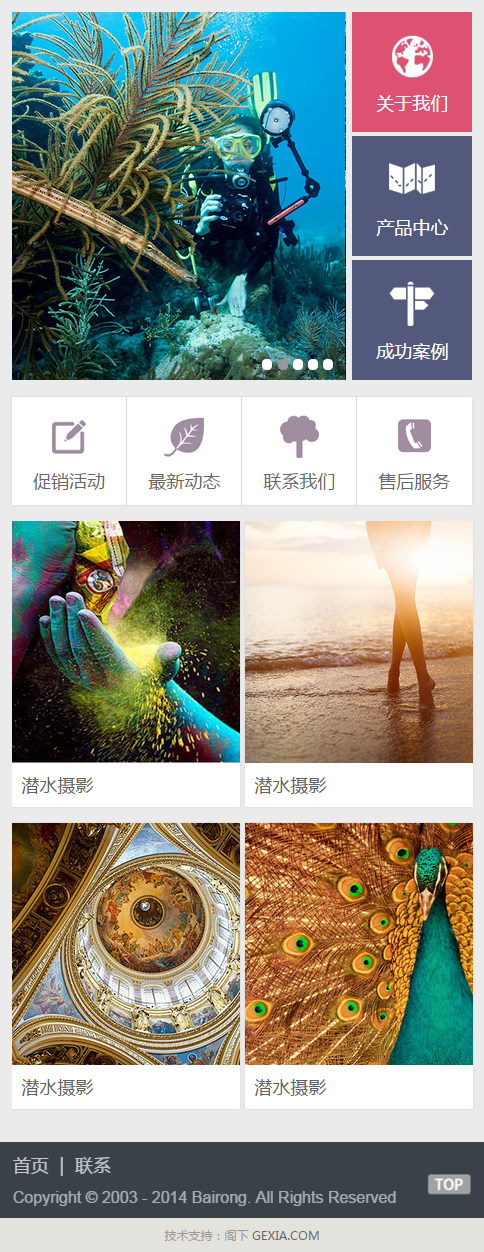 关于我们
产品中心
成功案例
促销活动
最新动态
联系我们
售后服务
潜水摄影
潜水摄影
潜水摄影
潜水摄影
首页 | 联系
Copyright © 2003 - 2014 Bairong. All Rights Reserved
TOP
技术支持：阁下 GEXIA.COM